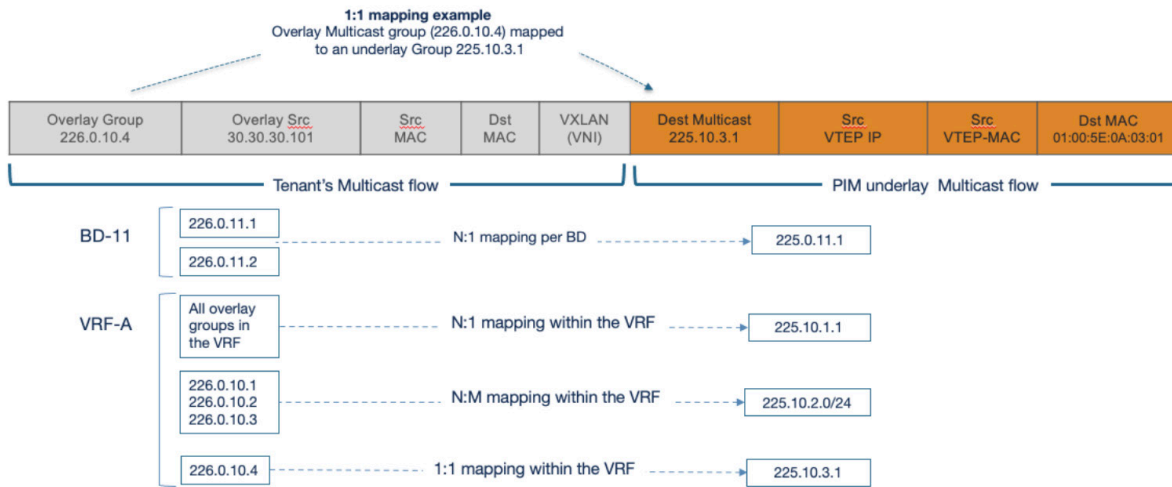 1:1 mapping example
Overlay Multicast group (226.0.10.4) mapped
to an underlay Group 225.10.3.1
Overlay Group
226.0.10.4
Overlay Src
30.30.30.101
Src
MAC
Dst
MAC
VXLAN
(VNI)
Dest Multicast
225.10.3.1
Src
VTEP IP
Src
VTEP-MAC
Dst MAC
01:00:5E:0A:03:01
Tenant's Multicast flow
PIM underlay Multicast flow
BD-11
226.0.11.1
226.0.11.2
N:1 mapping per BD
225.0.11.1
VRF-A
All overlay
groups in
the VRF
N:1 mapping within the VRF
225.10.1.1
226.0.10.1
226.0.10.2
226.0.10.3
N:M mapping within the VRF
225.10.2.0/24
226.0.10.4
1:1 mapping within the VRF
225.10.3.1